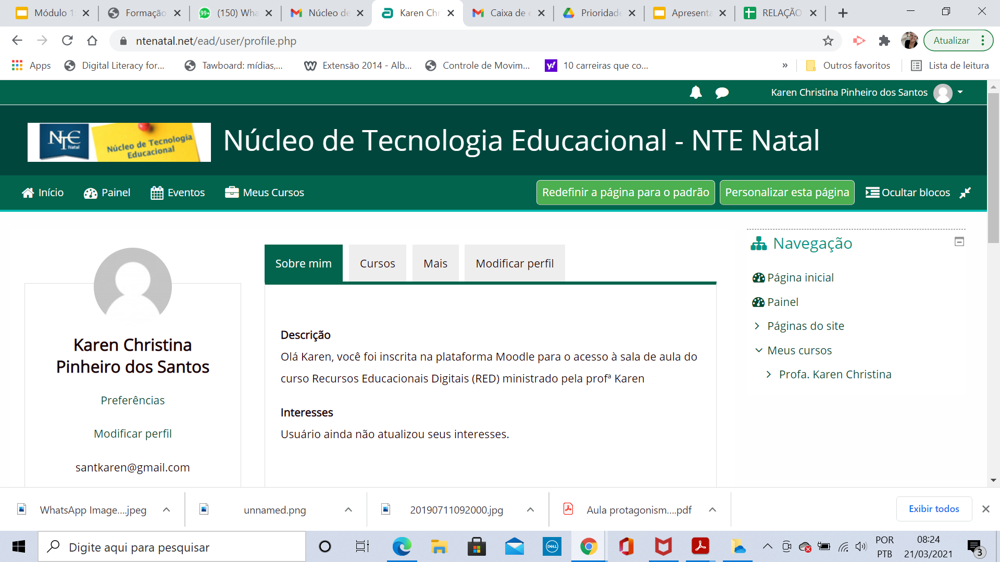 Módulo 1:
Formação
(150) Wha
Núcleo de
Karen Chr
Caixa de e
Prioridade
Apresenta
RELAÇÃO
ntenatal.net/ead/user/profile.php
Atualizar
Apps
Digital Literacy for...
Tawboard: mídias,...
Extensão 2014 - Alb...
Controle de Movim...
10 carreiras que co...
»
Outros favoritos
Lista de leitura
Karen Christina Pinheiro dos Santos
NTE
Natal
Núcleo de Tecnologia
Educacional
Núcleo de Tecnologia Educacional - NTE Natal
Início
Painel
Eventos
Meus Cursos
Redefinir a página para o padrão
Personalizar esta página
Ocultar blocos
Karen Christina
Pinheiro dos Santos
Preferências
Modificar perfil
santkaren@gmail.com
Sobre mim
Cursos
Mais
Modificar perfil
Descrição
Olá Karen, você foi inscrita na plataforma Moodle para o acesso à sala de aula do
curso Recursos Educacionais Digitais (RED) ministrado pela profª Karen
Interesses
Usuário ainda não atualizou seus interesses.
Navegação
Página inicial
Painel
Páginas do site
Meus cursos
Profa. Karen Christina
WhatsApp Image....jpeg
unnamed.png
20190711092000.jpg
Aula protagonism....pdf
Exibir todos
Digite aqui para pesquisar
DELL
POR
PTB
08:24
21/03/2021
3